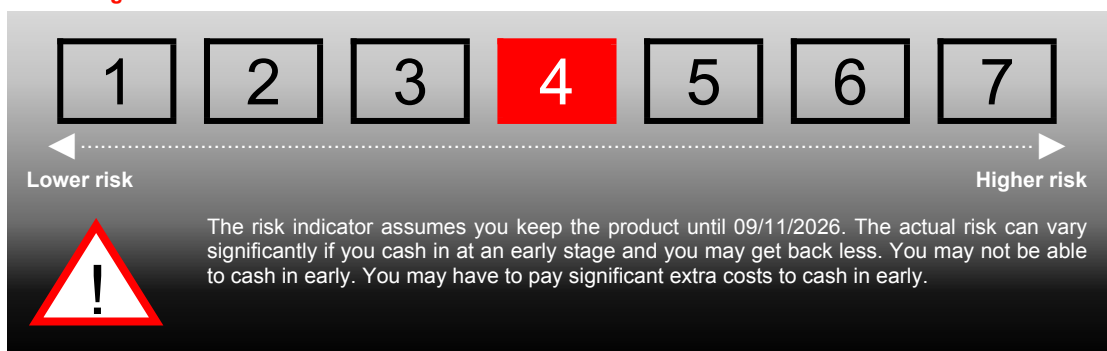 1 2 3 4 5 6 7
Lower risk Higher risk
The risk indicator assumes you keep the product until 09/11/2026. The actual risk can vary
significantly if you cash in at an early stage and you may get back less. You may not be able
to cash in early. You may have to pay significant extra costs to cash in early.
!